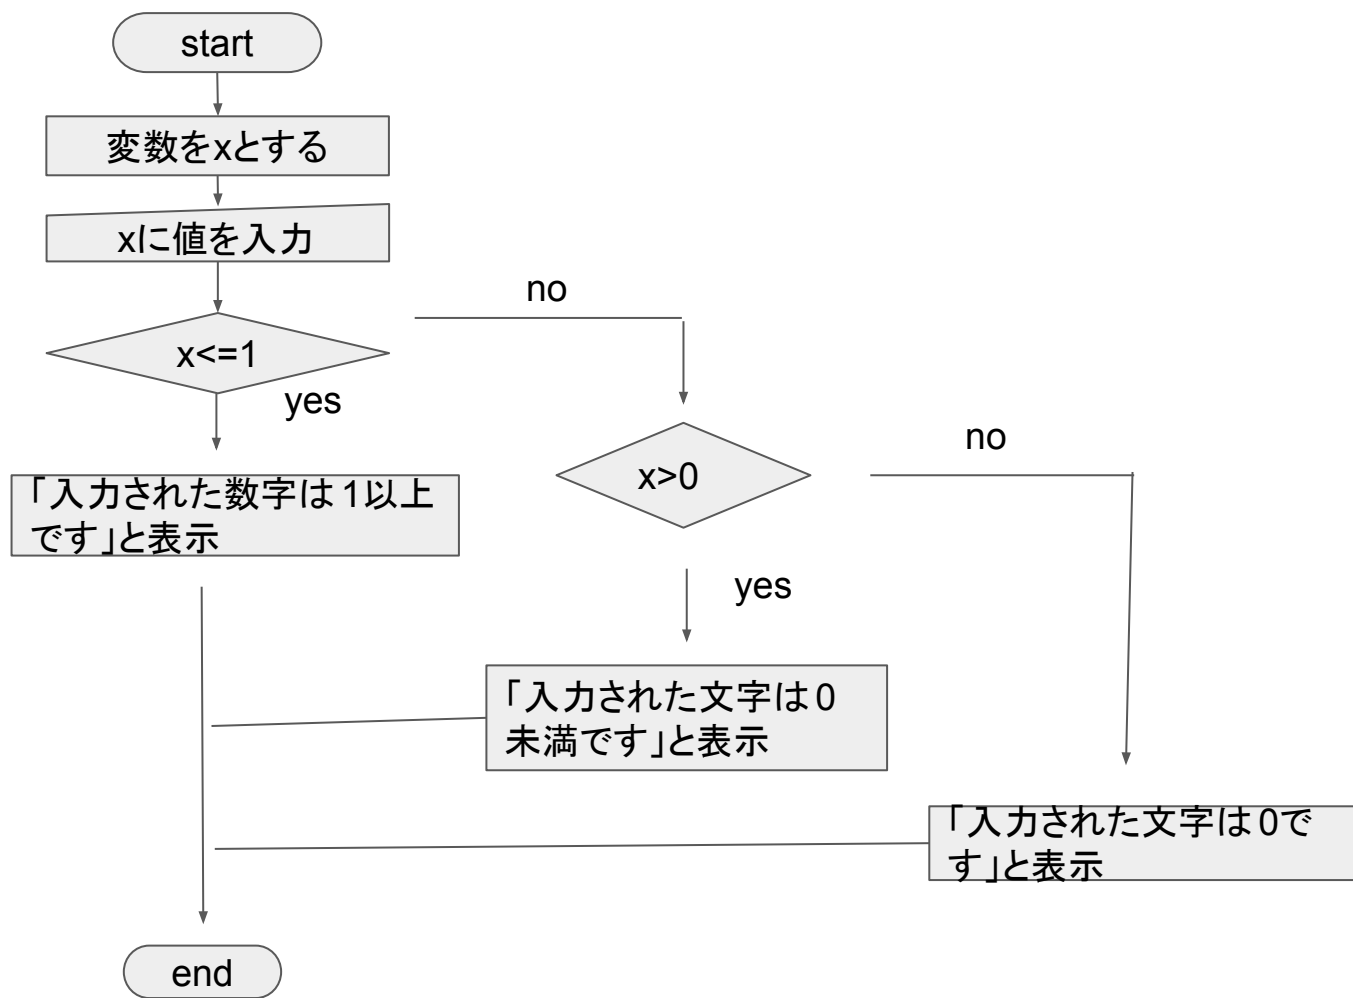 start
変数をxとする
xに値を入力
no
x<=1
yes
no
x>0
「入力された数字は1以上
です」と表示
yes
「入力された文字は0
未満です」と表示
「入力された文字は0で
す」と表示
end